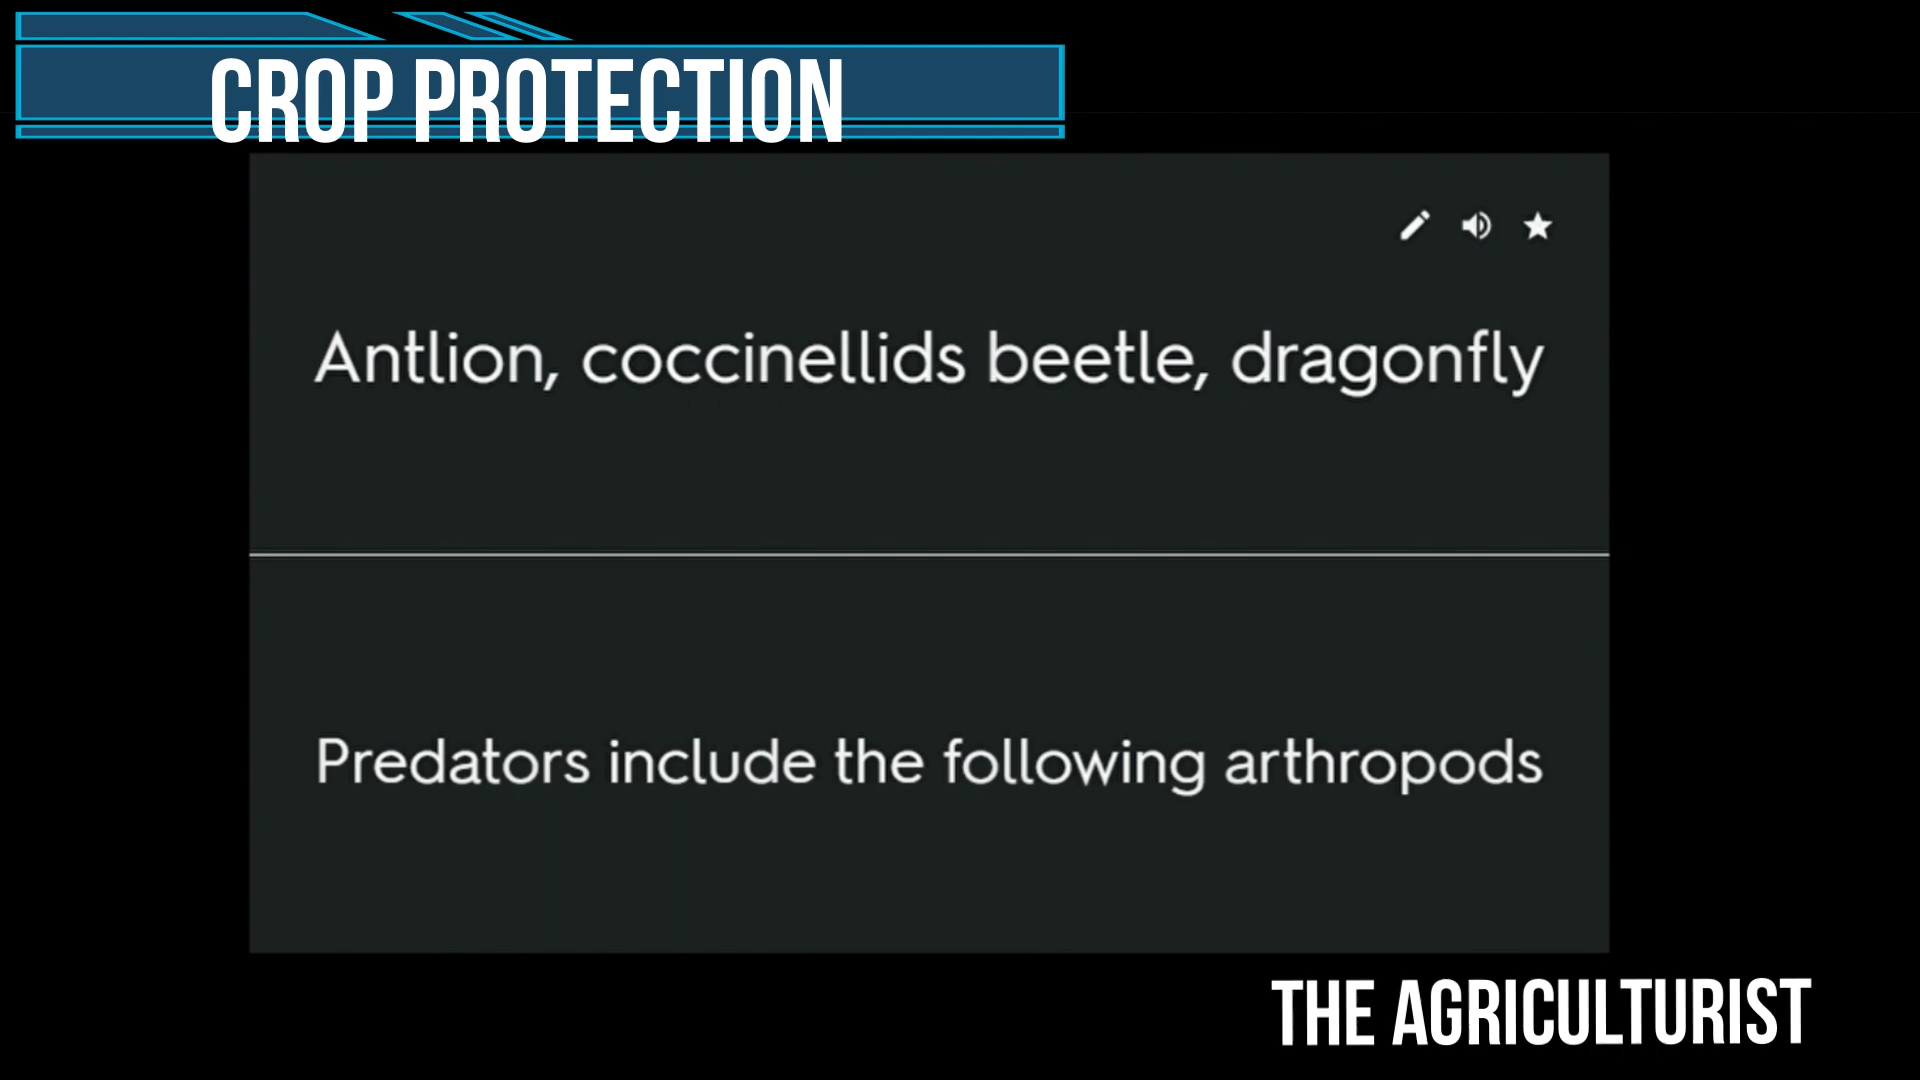 CROP PROTECTION
Antlion, coccinellids beetle, dragonfly
Predators include the following arthropods
THE AGRICULTURIST